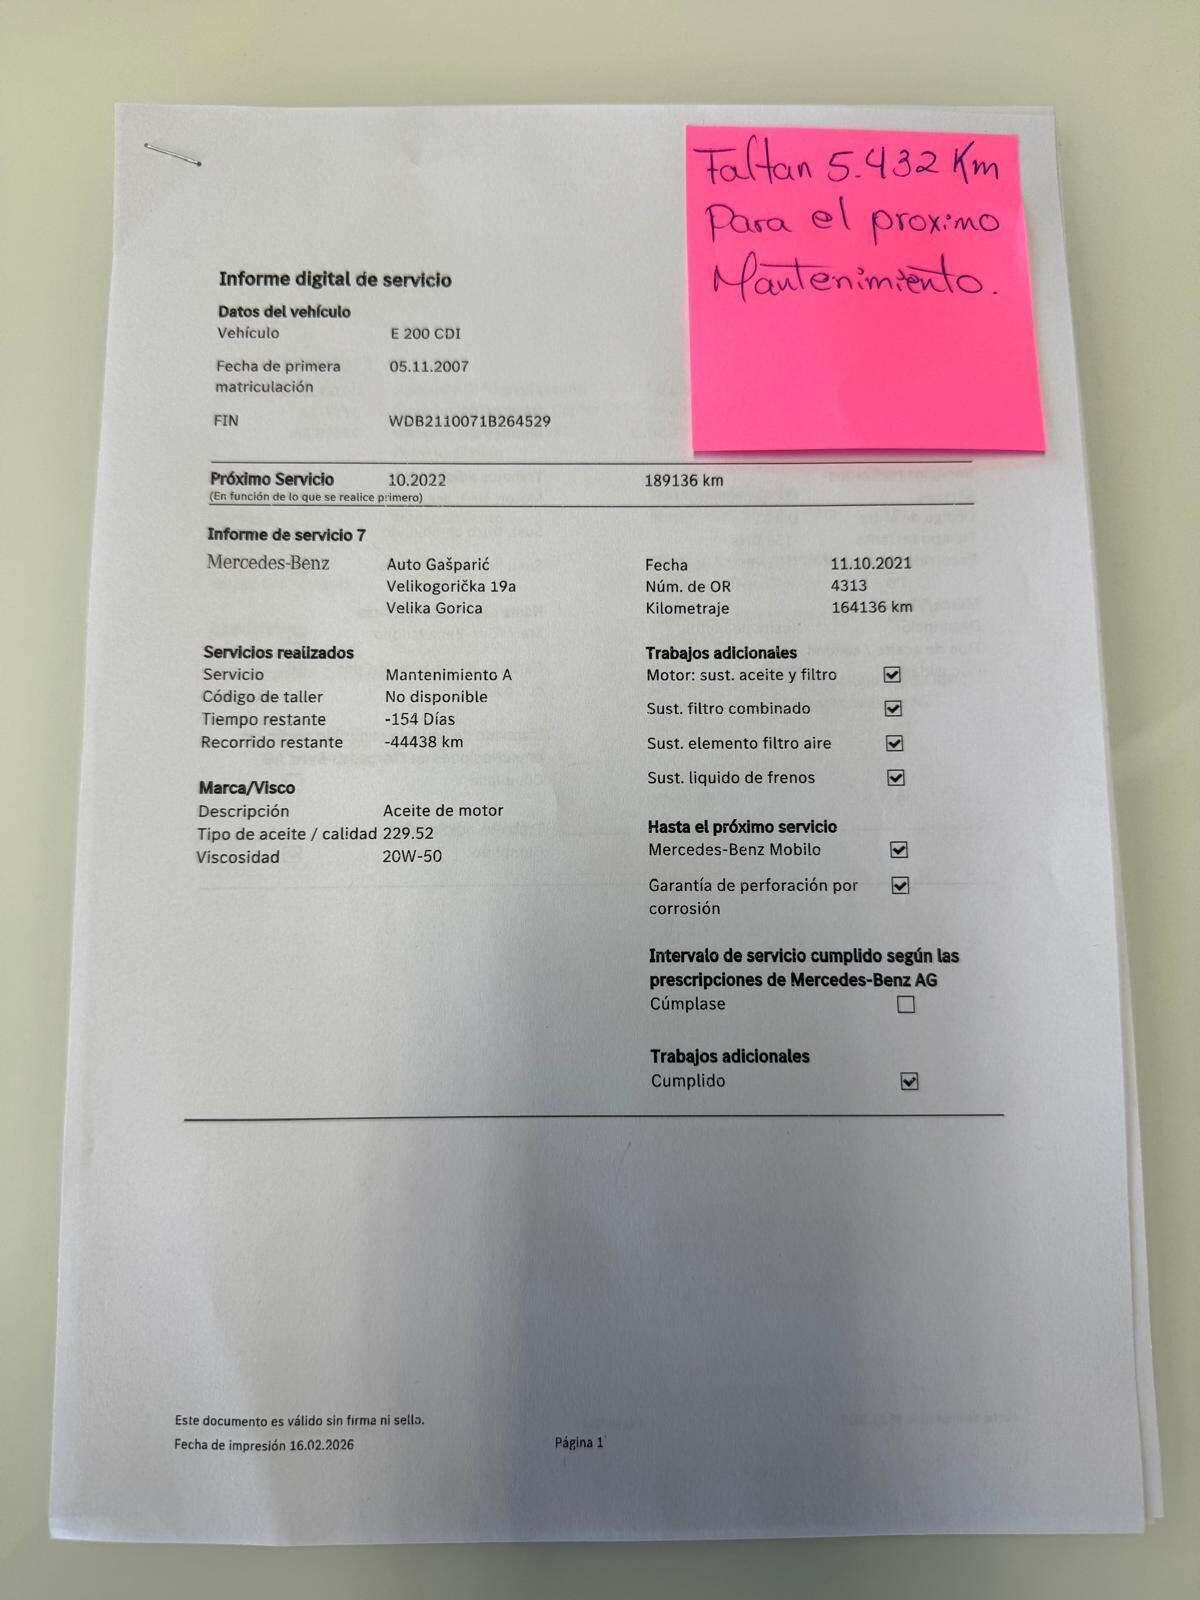 Faltan 5.432 Km
Para el proximo
Mantenimiento.
Informe digital de servicio
Datos del vehículo
Vehículo E 200 CDI
Fecha de primera matriculación 05.11.2007
FIN WDB2110071B264529
Próximo Servicio 10.2022 189136 km
(En función de lo que se realice primero)
Informe de servicio 7
Mercedes-Benz Auto Gašparić Fecha 11.10.2021
Velikogorička 19a Núm. de OR 4313
Velika Gorica Kilometraje 164136 km
Servicios realizados
Servicio Mantenimiento A
Código de taller No disponible
Tiempo restante -154 Días
Recorrido restante -44438 km
Marca/Visco
Descripción Aceite de motor
Tipo de aceite / calidad 229.52
Viscosidad 20W-50
Trabajos adicionales
Motor: sust. aceite y filtro
Sust. filtro combinado
Sust. elemento filtro aire
Sust. liquido de frenos
Hasta el próximo servicio
Mercedes-Benz Mobilo
Garantía de perforación por
corrosión
Intervalo de servicio cumplido según las
prescripciones de Mercedes-Benz AG
Cúmplase
Trabajos adicionales
Cumplido
Este documento es válido sin firma ni sello.
Fecha de impresión 16.02.2026 Página 1